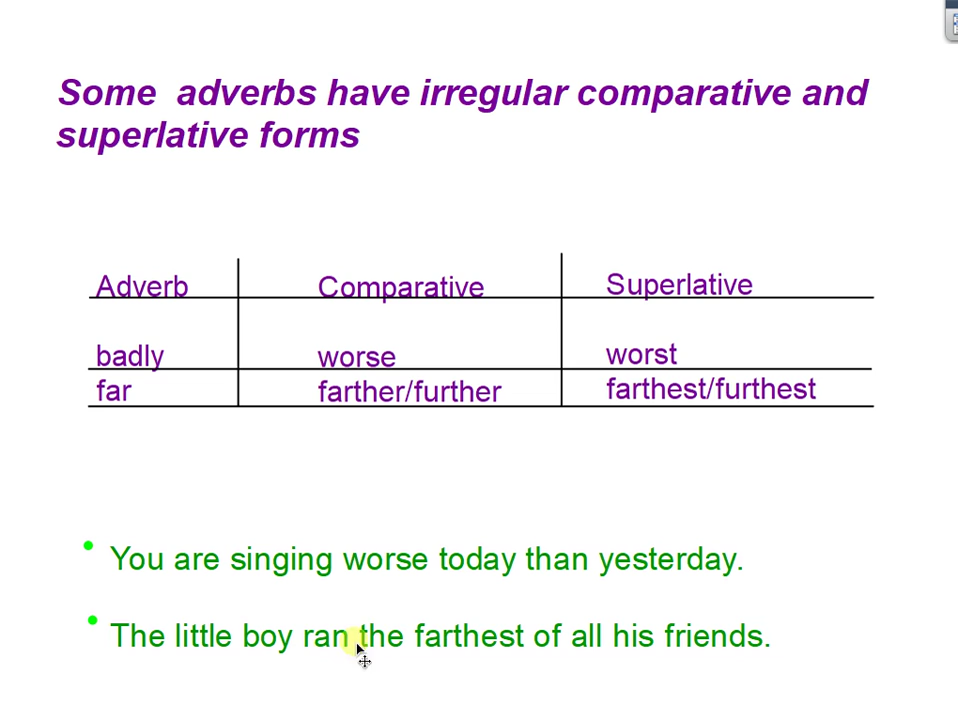 Some adverbs have irregular comparative and
superlative forms
Adverb Comparative Superlative
badly worse worst
far farther/further farthest/furthest
• You are singing worse today than yesterday.
• The little boy ran the farthest of all his friends.